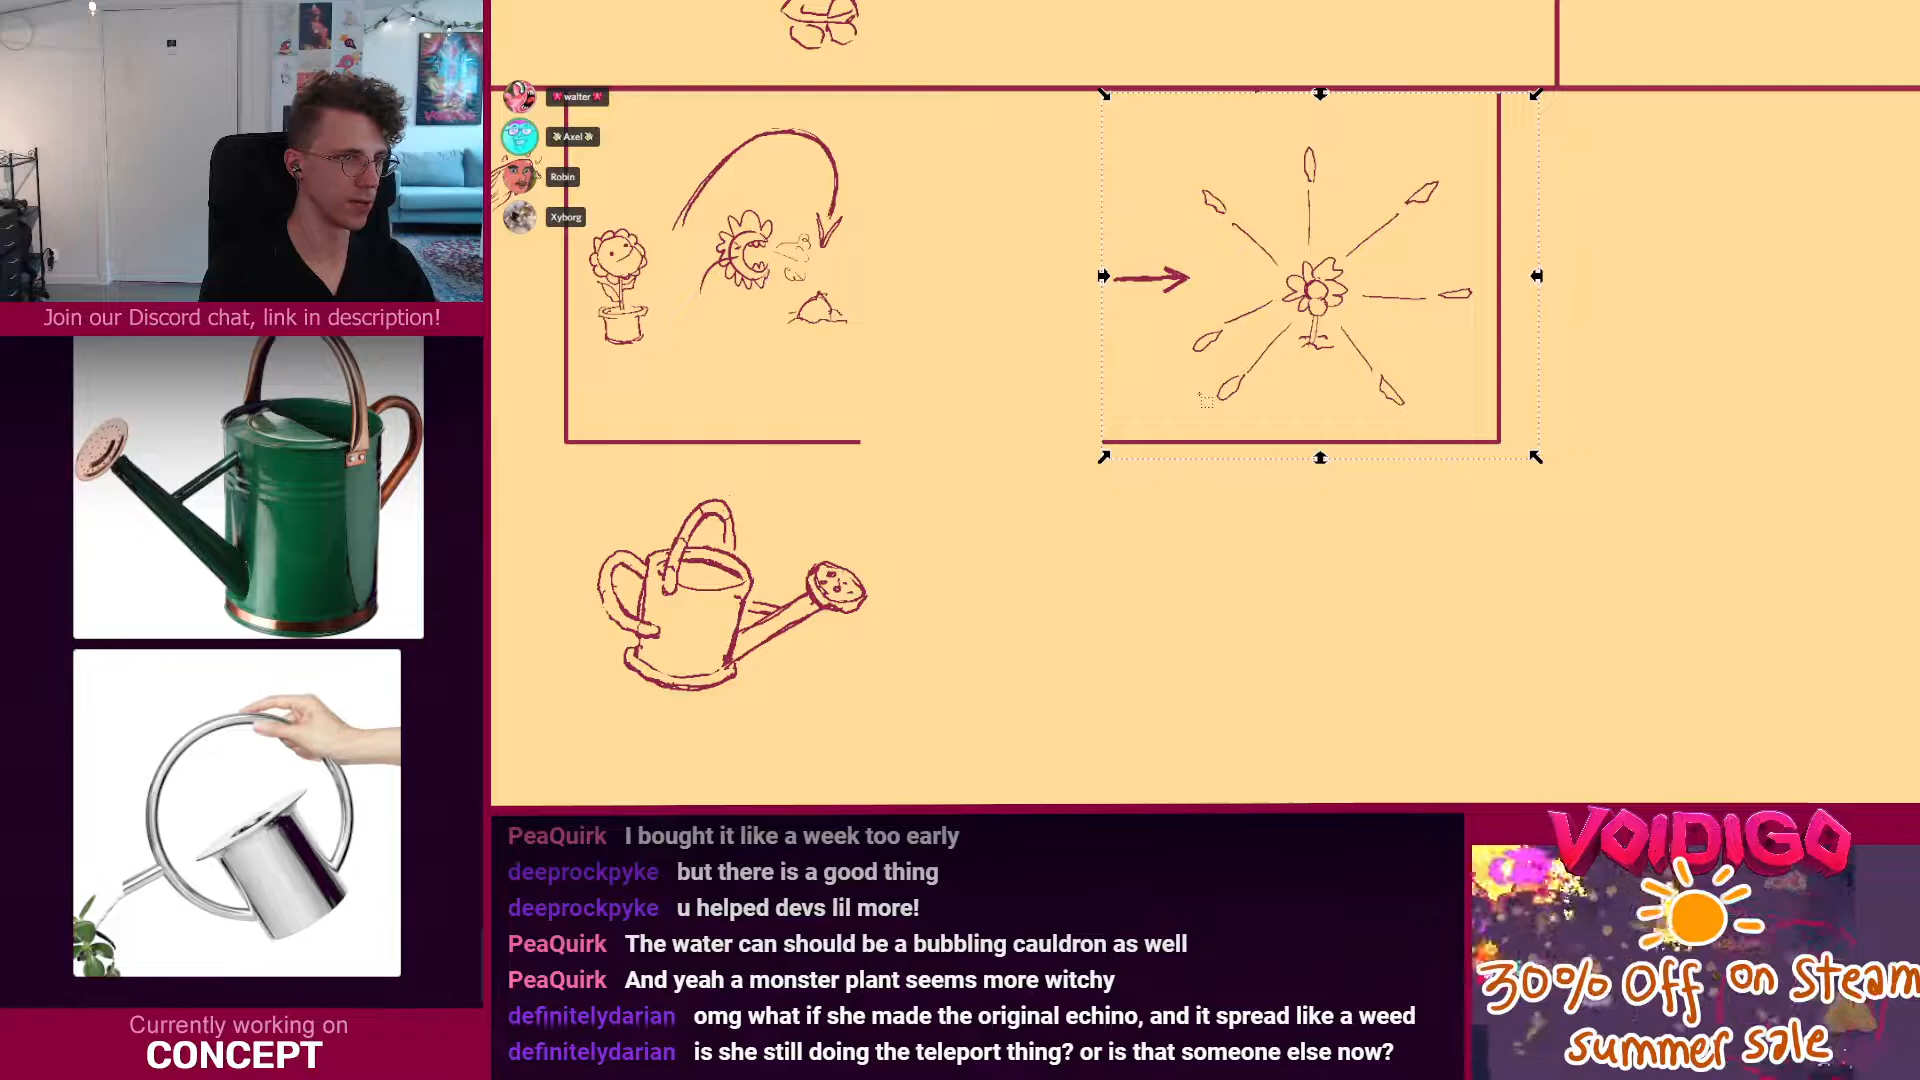 walter
Axel
Robin
Xyborg
Join our Discord chat, link in description!
PeaQuirk I bought it like a week too early
deeprockpyke but there is a good thing
deeprockpyke u helped devs lil more!
PeaQuirk The water can should be a bubbling cauldron as well
PeaQuirk And yeah a monster plant seems more witchy
definitelydarian omg what if she made the original echino, and it spread like a weed
definitelydarian is she still doing the teleport thing? or is that someone else now?
Currently working on
CONCEPT
VOIDIGO
30% Off on Steam
summer sale